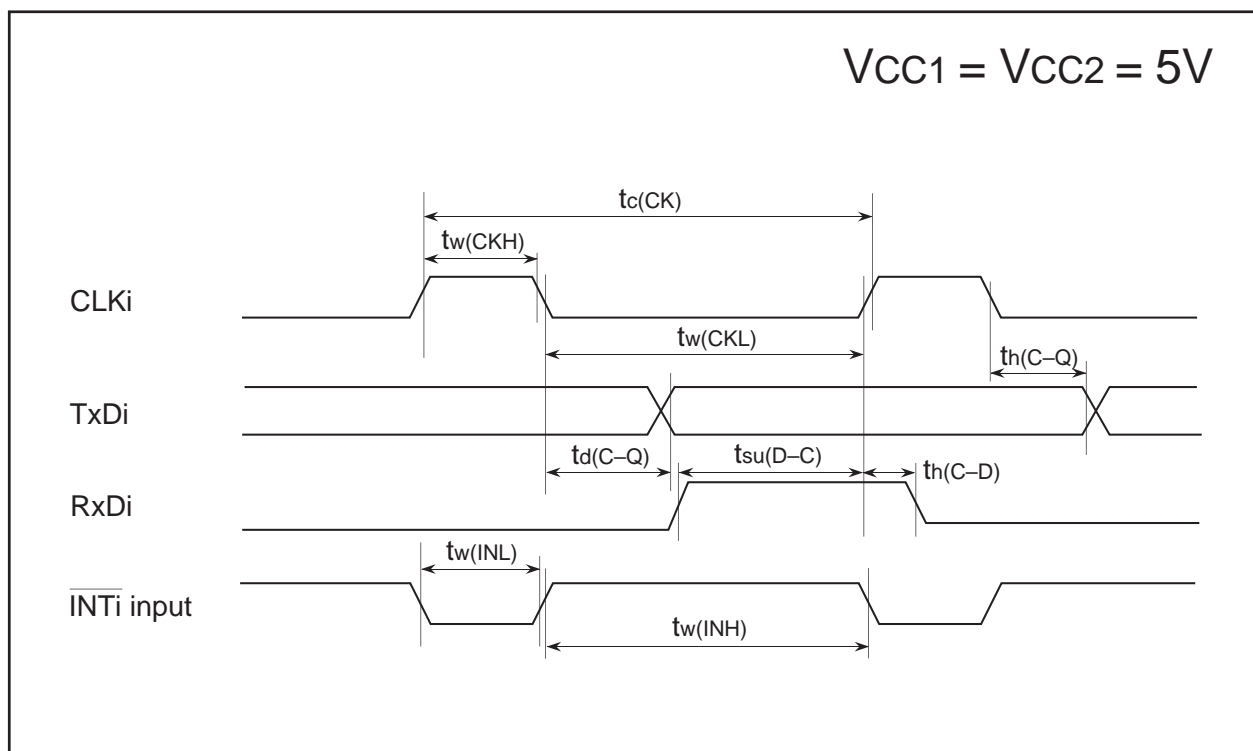 VCC1 = VCC2 = 5V
tc(CK)
tw(CKH)
CLKi
tw(CKL)
th(C–Q)
TxDi
td(C–Q)
tsu(D–C)
th(C–D)
RxDi
tw(INL)
INTi input
tw(INH)